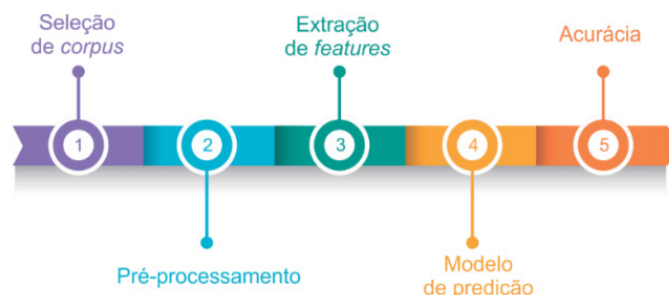 Seleção
de corpus
Extração
de features
Acurácia
1
2
3
4
5
Pré-processamento
Modelo
de predição